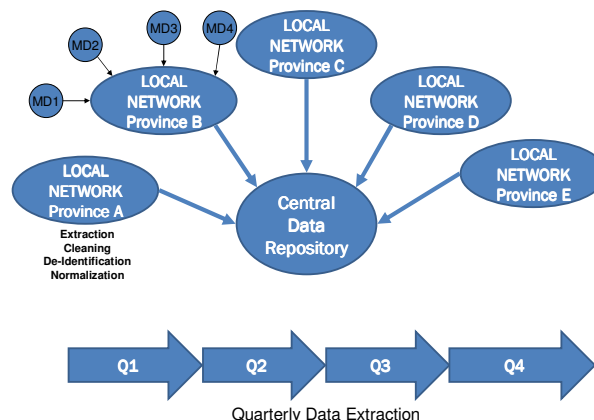 MD1
MD2
MD3
MD4
LOCAL
NETWORK
Province B
LOCAL
NETWORK
Province C
LOCAL
NETWORK
Province D
LOCAL
NETWORK
Province A
LOCAL
NETWORK
Province E
Central
Data
Repository
Extraction
Cleaning
De-Identification
Normalization
Q1
Q2
Q3
Q4
Quarterly Data Extraction